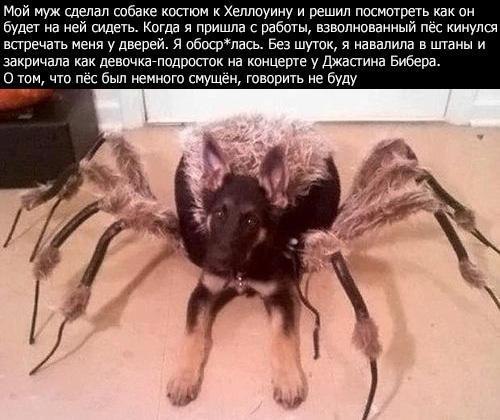 Мой муж сделал собаке костюм к Хеллоуину и решил посмотреть как он
будет на ней сидеть. Когда я пришла с работы, взволнованный пёс кинулся
встречать меня у дверей. Я обоср*лась. Без шуток, я навалила в штаны и
закричала как девочка-подросток на концерте у Джастина Бибера.
О том, что пёс был немного смущён, говорить не буду